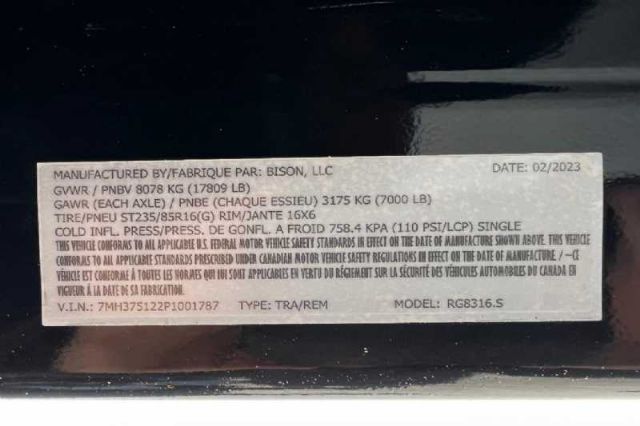 MANUFACTURED BY/FABRIQUE PAR: BISON, LLC DATE: 02/2023
GVWR / PNBV 8078 KG (17809 LB)
GAWR (EACH AXLE) / PNBE (CHAQUE ESSIEU) 3175 KG (7000 LB)
TIRE/PNEU ST235/85R16(G) RIM/JANTE 16X6
COLD INFL. PRESS/PRESS. DE GONFL. A FROID 758.4 KPA (110 PSI/LCP) SINGLE
THIS VEHICLE CONFORMS TO ALL APPLICABLE U.S. FEDERAL MOTOR VEHICLE SAFETY STANDARDS IN EFFECT ON THE DATE OF MANUFACTURE SHOWN ABOVE. THIS VEHICLE
CONFORMS TO ALL APPLICABLE STANDARDS PRESCRIBED UNDER CANADIAN MOTOR VEHICLE SAFETY REGULATIONS IN EFFECT ON THE DATE OF MANUFACTURE / —CE
VÉHICULE EST CONFORME À TOUTES LES NORMES QUI LUI SONT APPLICABLES EN VERTU DU RÉGLEMENT SUR LA SÉCURITÉ DES VÉHICULES AUTOMOBILES DU CANADA EN
VIGUEUR À LA DATE DE SA FABRICATION.
V.I.N.: 7MH37S122P1001787 TYPE: TRA/REM MODEL: RG8316.S